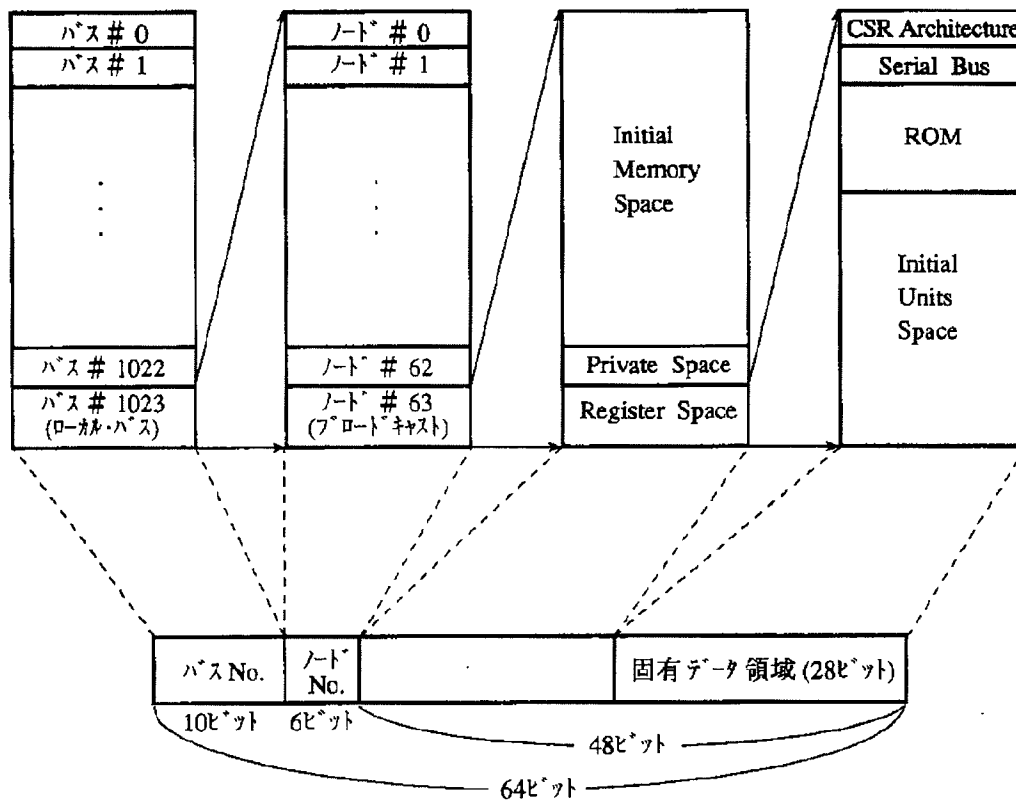 バス # 0
バス # 1
バス # 1022
バス # 1023
(ローカル・バス)
ノード # 0
ノード # 1
ノード # 62
ノード # 63
(ブロードキャスト)
Initial
Memory
Space
Private Space
Register Space
CSR Architecture
Serial Bus
ROM
Initial
Units
Space
バス No.
ノード
No.
固有データ領域 (28ビット)
10ビット
6ビット
48ビット
64ビット